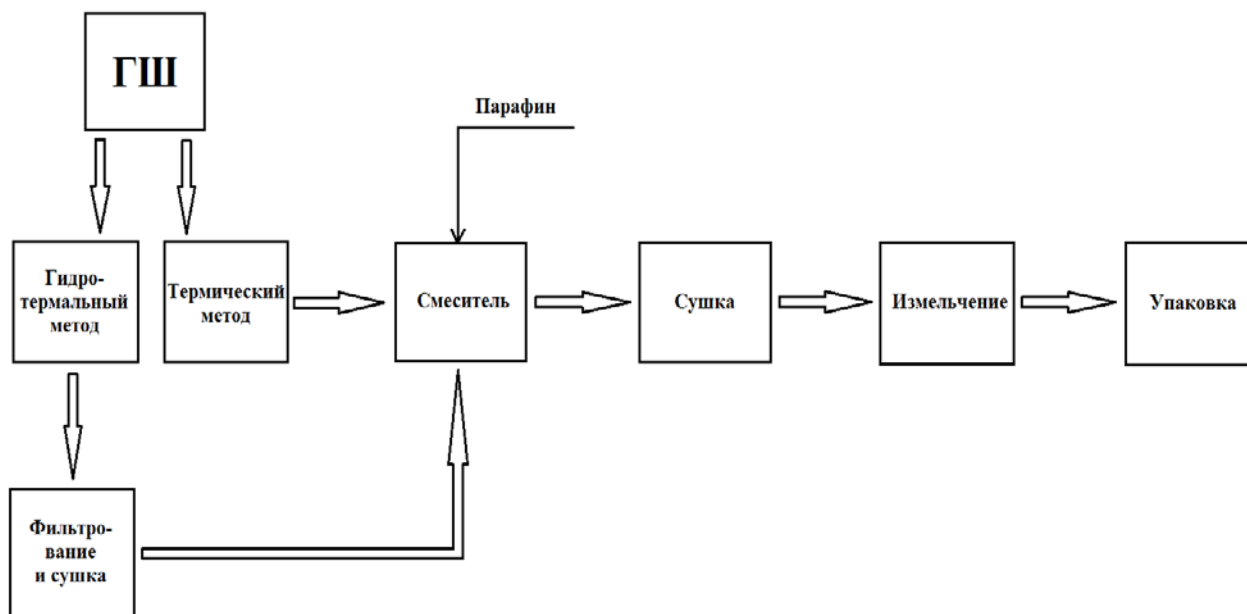 ГШ
Парафин
Гидро-
термальный
метод
Термический
метод
Смеситель
Сушка
Измельчение
Упаковка
Фильтро-
вание
и сушка